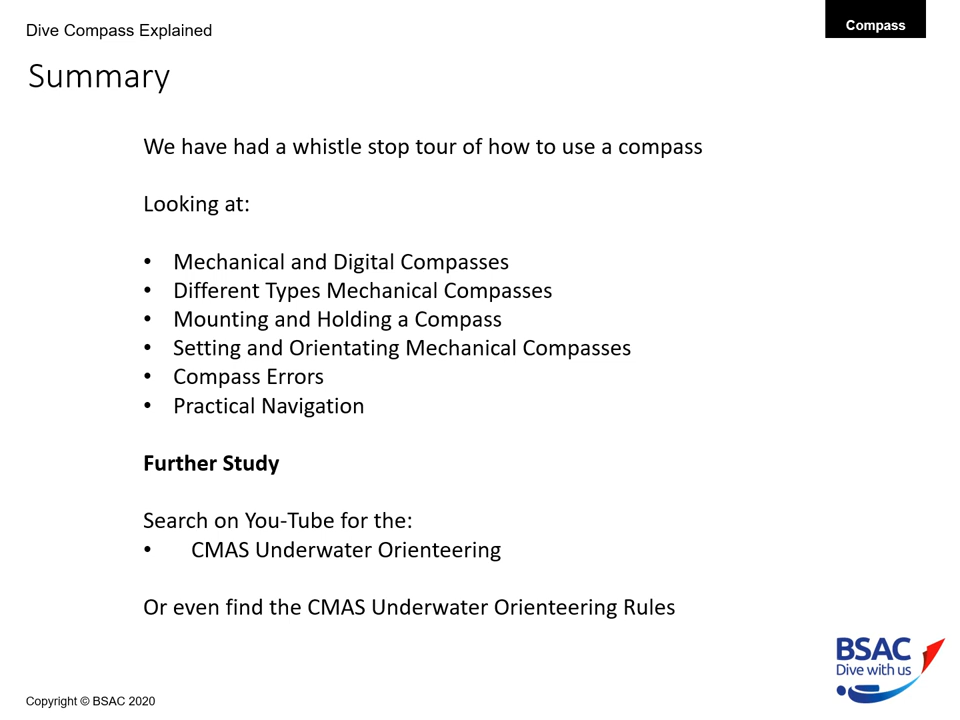 Dive Compass Explained
Compass
Summary
We have had a whistle stop tour of how to use a compass
Looking at:
• Mechanical and Digital Compasses
• Different Types Mechanical Compasses
• Mounting and Holding a Compass
• Setting and Orientating Mechanical Compasses
• Compass Errors
• Practical Navigation
Further Study
Search on You-Tube for the:
• CMAS Underwater Orienteering
Or even find the CMAS Underwater Orienteering Rules
BSAC
Dive with us
Copyright © BSAC 2020